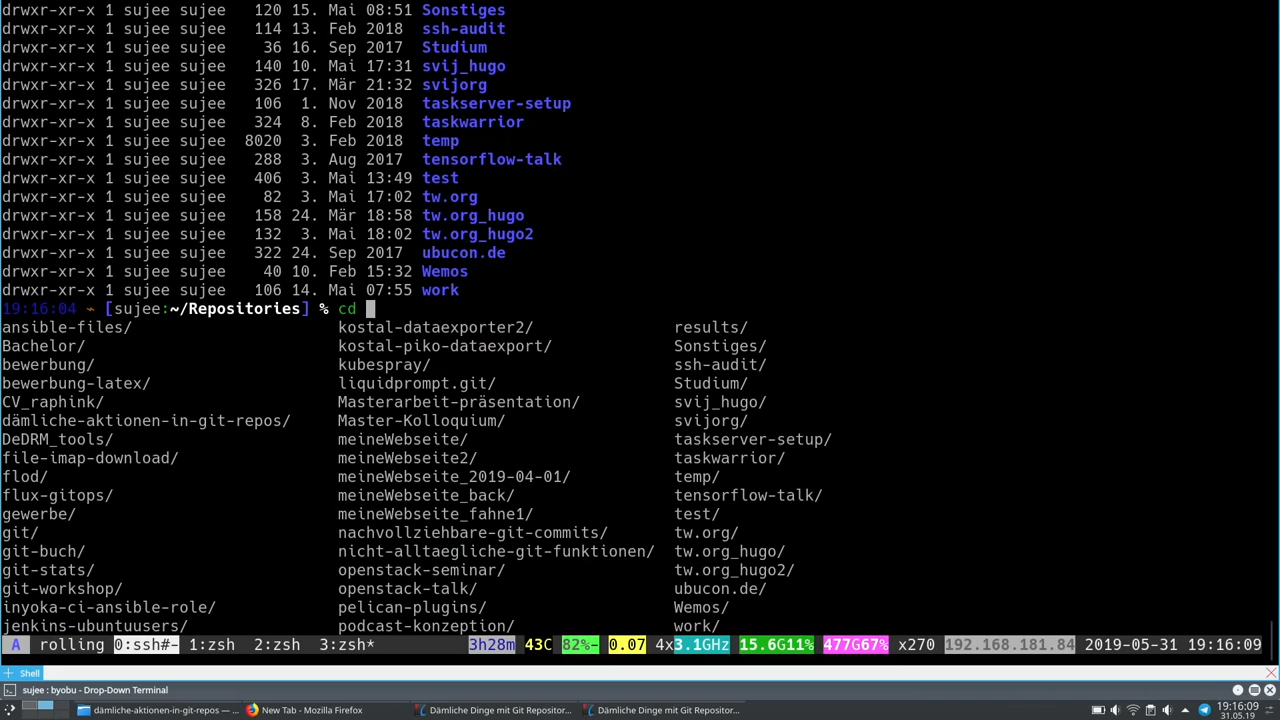 drwxr-xr-x 1 sujee sujee   120 15. Mai 08:51 Sonstiges
drwxr-xr-x 1 sujee sujee   114 13. Feb 2018  ssh-audit
drwxr-xr-x 1 sujee sujee    36 16. Sep 2017  Studium
drwxr-xr-x 1 sujee sujee   140 10. Mai 17:31 svij_hugo
drwxr-xr-x 1 sujee sujee   326 17. Mär 21:32 svijorg
drwxr-xr-x 1 sujee sujee   106  1. Nov 2018  taskserver-setup
drwxr-xr-x 1 sujee sujee   324  8. Feb 2018  taskwarrior
drwxr-xr-x 1 sujee sujee  8020  3. Feb 2018  temp
drwxr-xr-x 1 sujee sujee   288  3. Aug 2017  tensorflow-talk
drwxr-xr-x 1 sujee sujee   406  3. Mai 13:49 test
drwxr-xr-x 1 sujee sujee    82  3. Mai 17:02 tw.org
drwxr-xr-x 1 sujee sujee   158 24. Mär 18:58 tw.org_hugo
drwxr-xr-x 1 sujee sujee   132  3. Mai 18:02 tw.org_hugo2
drwxr-xr-x 1 sujee sujee   322 24. Sep 2017  ubucon.de
drwxr-xr-x 1 sujee sujee    40 10. Feb 15:32 Wemos
drwxr-xr-x 1 sujee sujee   106 14. Mai 07:55 work
19:16:04 ~ [sujee:~/Repositories] % cd
ansible-files/ kostal-dataexporter2/ results/
Bachelor/ kostal-piko-dataexport/ Sonstiges/
bewerbung/ kubespray/ ssh-audit/
bewerbung-latex/ liquidprompt.git/ Studium/
CV_raphink/ Masterarbeit-präsentation/ svij_hugo/
dämliche-aktionen-in-git-repos/ Master-Kolloquium/ svijorg/
DeDRM_tools/ meineWebseite/ taskserver-setup/
file-imap-download/ meineWebseite2/ taskwarrior/
flod/ meineWebseite_2019-04-01/ temp/
flux-gitops/ meineWebseite_back/ tensorflow-talk/
gewerbe/ meineWebseite_fahne1/ test/
git/ nachvollziehbare-git-commits/ tw.org/
git-buch/ nicht-alltaegliche-git-funktionen/ tw.org_hugo/
git-stats/ openstack-seminar/ tw.org_hugo2/
git-workshop/ openstack-talk/ ubucon.de/
inyoka-ci-ansible-role/ pelican-plugins/ Wemos/
jenkins-ubuntuusers/ podcast-konzeption/ work/
A rolling 0:ssh#- 1:zsh 2:zsh 3:zsh* 3h28m 43C 82%- 0.07 4x3.1GHz 15.6G11% 477G67% x270 192.168.181.84 2019-05-31 19:16:09
Shell
sujee : byobu - Drop-Down Terminal
dämliche-aktionen-in-git-repos — ... New Tab - Mozilla Firefox Dämliche Dinge mit Git Repositor... Dämliche Dinge mit Git Repositor... 19:16:09
31.05.19